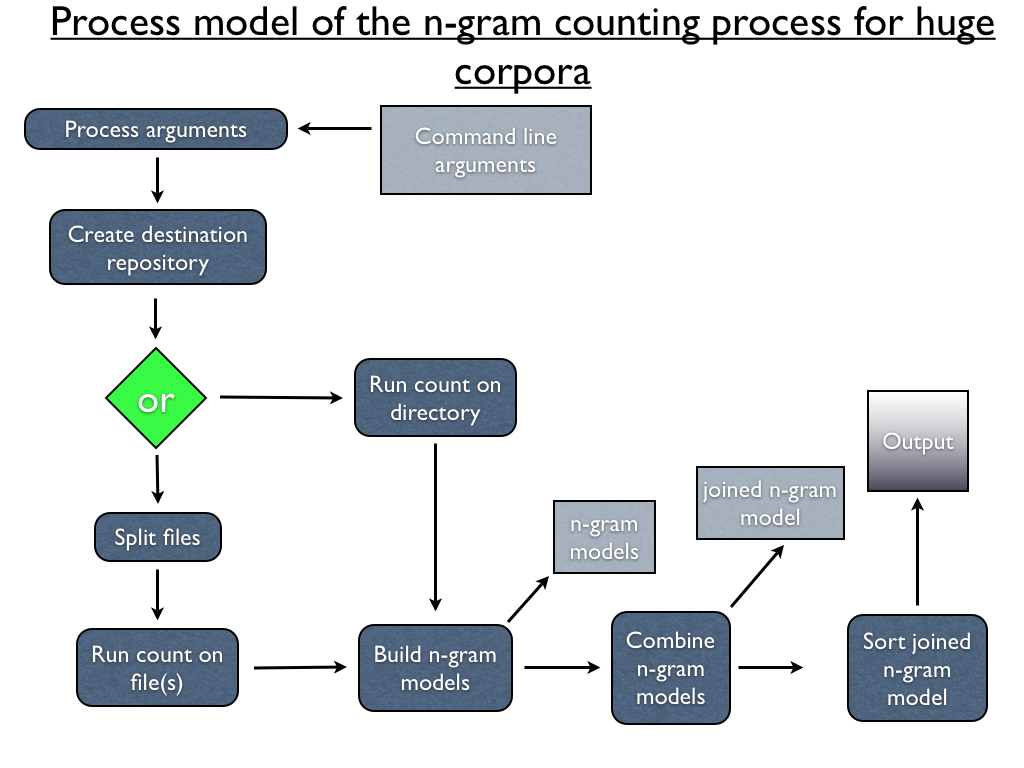 Process model of the n-gram counting process for huge
corpora
Process arguments
Command line
arguments
Create destination
repository
or
Run count on
directory
Output
joined n-gram
model
n-gram
models
Split files
Run count on
file(s)
Build n-gram
models
Combine
n-gram
models
Sort joined
n-gram
model